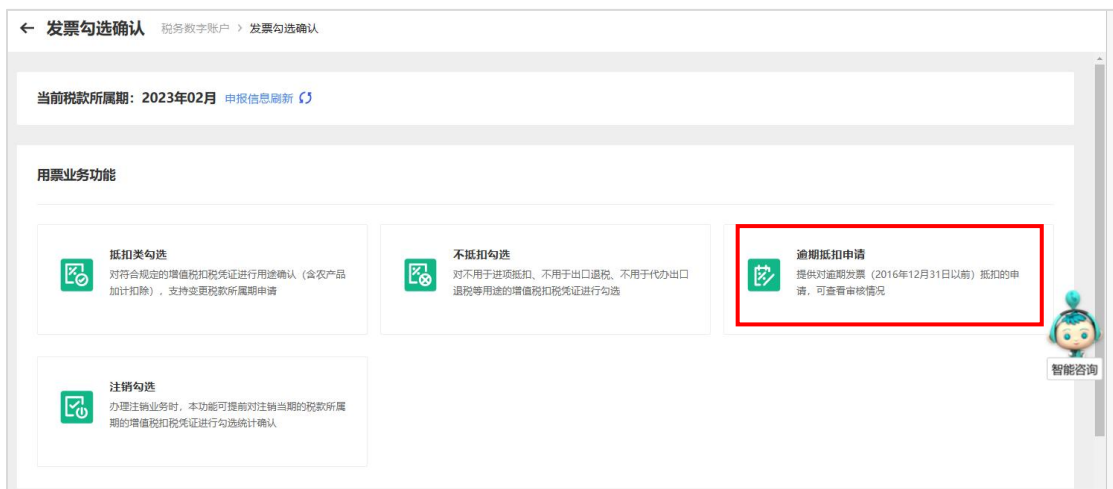 ← 发票勾选确认 税务数字账户 > 发票勾选确认
当前税款所属期：2023年02月 申报信息刷新
用票业务功能
抵扣类勾选
对符合规定的增值税扣税凭证进行用途确认（含农产品
加计扣除），支持变更税款所属期申请
不抵扣勾选
对不用于进项抵扣、不用于出口退税、不用于代办出口
退税等用途的增值税扣税凭证进行勾选
逾期抵扣申请
提供对逾期发票（2016年12月31日以前）抵扣的申
请，可查看审核情况
智能咨询
注销勾选
办理注销业务时，本功能可提前对注销当期的税款所属
期的增值税扣税凭证进行勾选统计确认